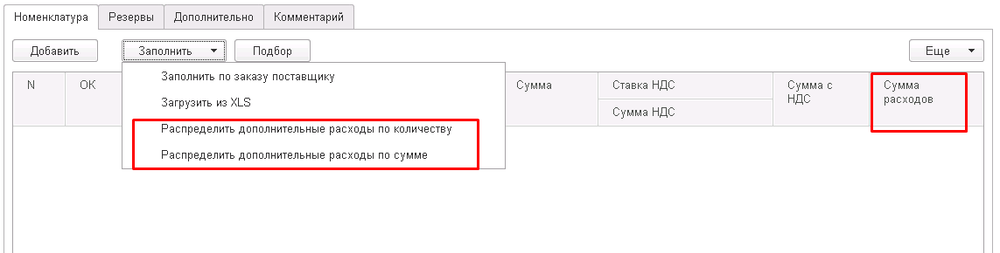 Номенклатура Резервы Дополнительно Комментарий
Добавить Заполнить Подбор Еще
Заполнить по заказу поставщику
Загрузить из XLS
Распределить дополнительные расходы по количеству
Распределить дополнительные расходы по сумме
N ОК Сумма Ставка НДС Сумма с НДС Сумма расходов
Сумма НДС